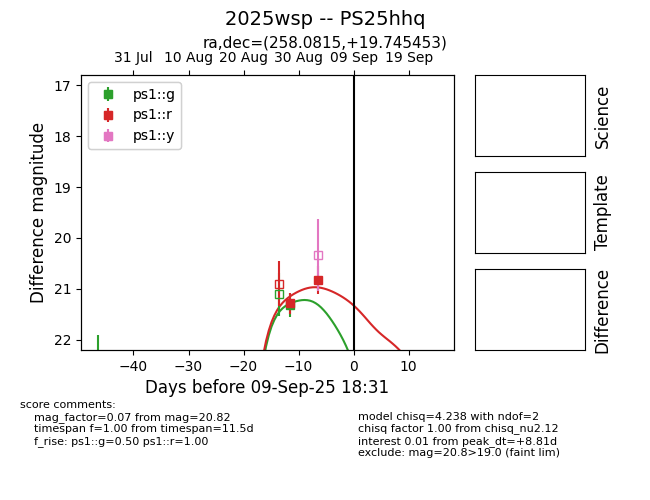 2025wsp -- PS25hhq
ra,dec=(258.0815,+19.745453)
31 Jul 10 Aug 20 Aug 30 Aug 09 Sep 19 Sep
ps1::g
ps1::r
ps1::y
17
18
19
20
21
22
Difference magnitude
−40 −30 −20 −10 0 10
Days before 09-Sep-25 18:31
Science
Template
Difference
score comments:
mag_factor=0.07 from mag=20.82
timespan f=1.00 from timespan=11.5d
f_rise: ps1::g=0.50 ps1::r=1.00
model chisq=4.238 with ndof=2
chisq factor 1.00 from chisq_nu2.12
interest 0.01 from peak_dt=+8.81d
exclude: mag=20.8>19.0 (faint lim)